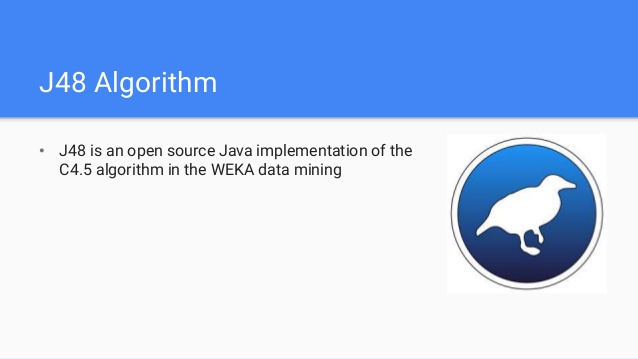 J48 Algorithm
• J48 is an open source Java implementation of the
C4.5 algorithm in the WEKA data mining